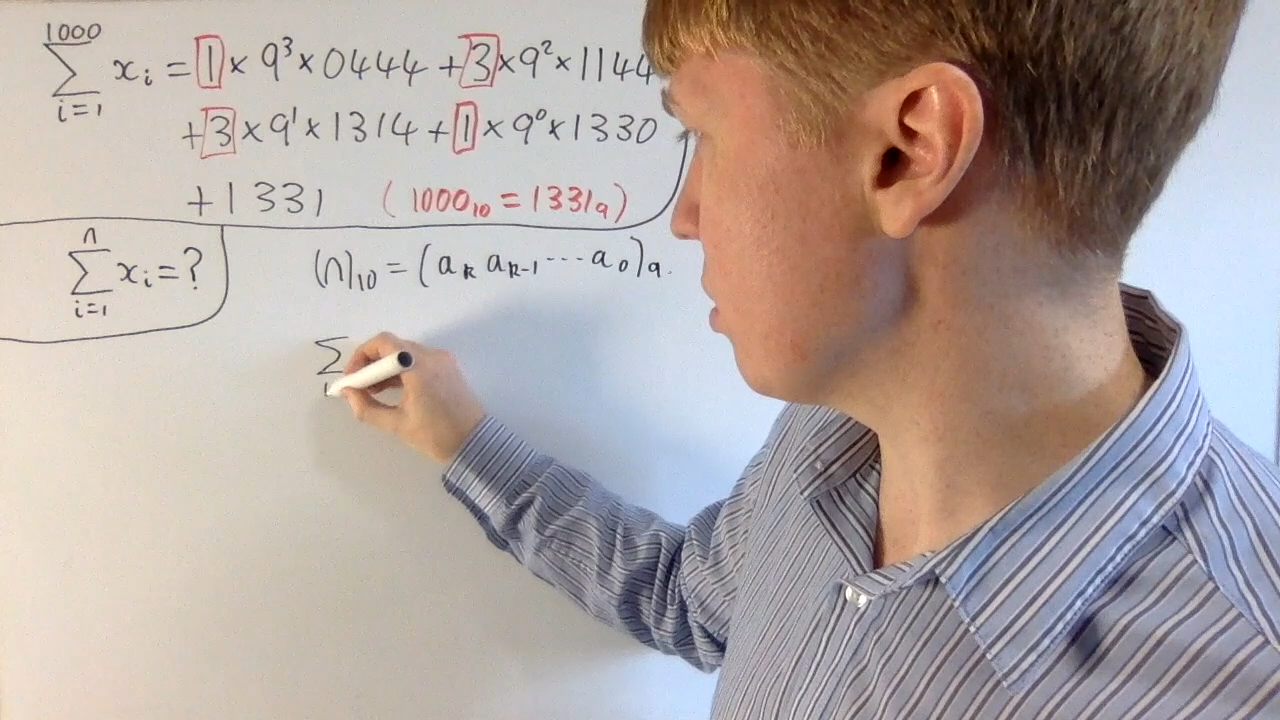 1000
∑ xᵢ = 1 × 9³ × 0444 + 3 × 9² × 1144
i=1
+ 3 × 9¹ × 1314 + 1 × 9⁰ × 1330
+ 1331 (1000₁₀ = 1331₉)
n
∑ xᵢ = ?
i=1
(n)₁₀ = (aₖ aₖ₋₁ ··· a₀)₉.
∑